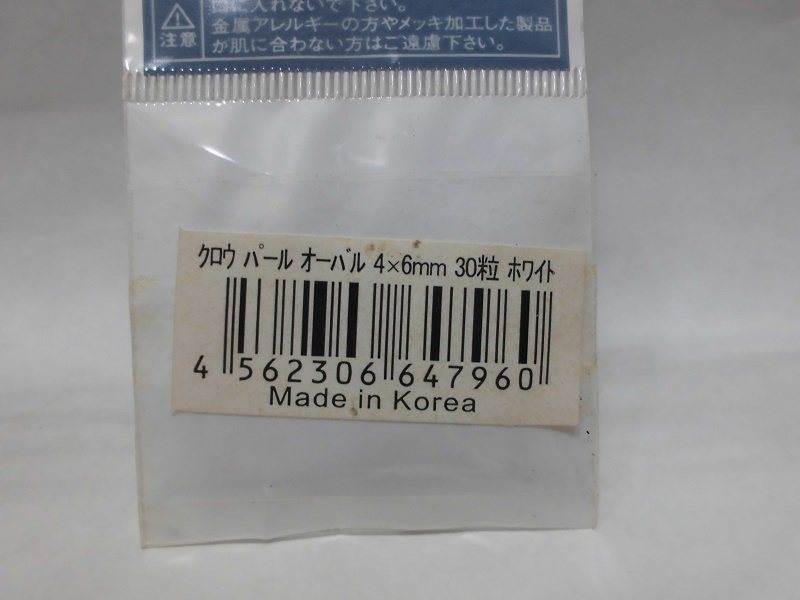 に入れないで下さい。
注意
金属アレルギーの方やメッキ加工した製品
が肌に合わない方はご遠慮下さい。
ｸﾛｳ ﾊﾟｰﾙ ｵｰﾊﾞﾙ 4×6mm 30粒 ﾎﾜｲﾄ
4 562306 647960
Made in Korea